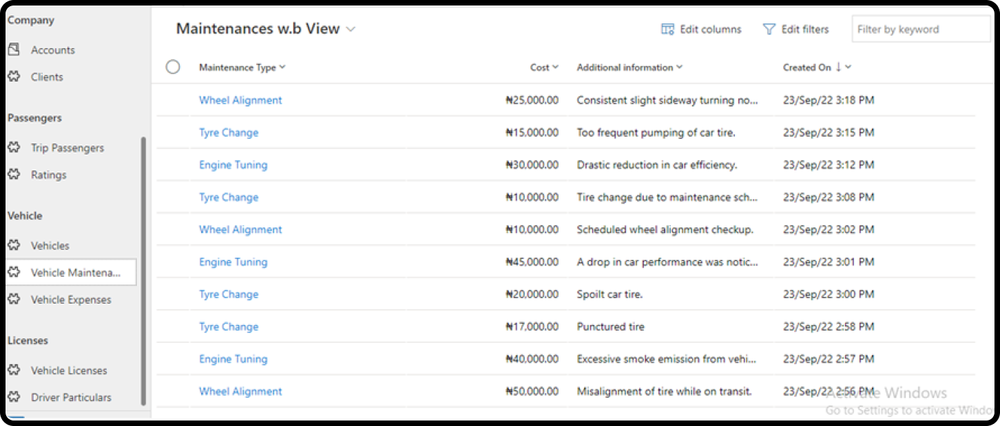 Company
Accounts
Clients
Passengers
Trip Passengers
Ratings
Vehicle
Vehicles
Vehicle Maintena...
Vehicle Expenses
Licenses
Vehicle Licenses
Driver Particulars
Maintenances w.b View
Edit columns Edit filters Filter by keyword
Maintenance Type Cost Additional information Created On ↓
Wheel Alignment ₦25,000.00 Consistent slight sideway turning no... 23/Sep/22 3:18 PM
Tyre Change ₦15,000.00 Too frequent pumping of car tire. 23/Sep/22 3:15 PM
Engine Tuning ₦30,000.00 Drastic reduction in car efficiency. 23/Sep/22 3:12 PM
Tyre Change ₦10,000.00 Tire change due to maintenance sch... 23/Sep/22 3:08 PM
Wheel Alignment ₦10,000.00 Scheduled wheel alignment checkup. 23/Sep/22 3:02 PM
Engine Tuning ₦45,000.00 A drop in car performance was notic... 23/Sep/22 3:01 PM
Tyre Change ₦20,000.00 Spoilt car tire. 23/Sep/22 3:00 PM
Tyre Change ₦17,000.00 Punctured tire 23/Sep/22 2:58 PM
Engine Tuning ₦40,000.00 Excessive smoke emission from vehi... 23/Sep/22 2:57 PM
Wheel Alignment ₦50,000.00 Misalignment of tire while on transit. 23/Sep/22 2:56 PM
Activate Windows
Go to Settings to activate Windo